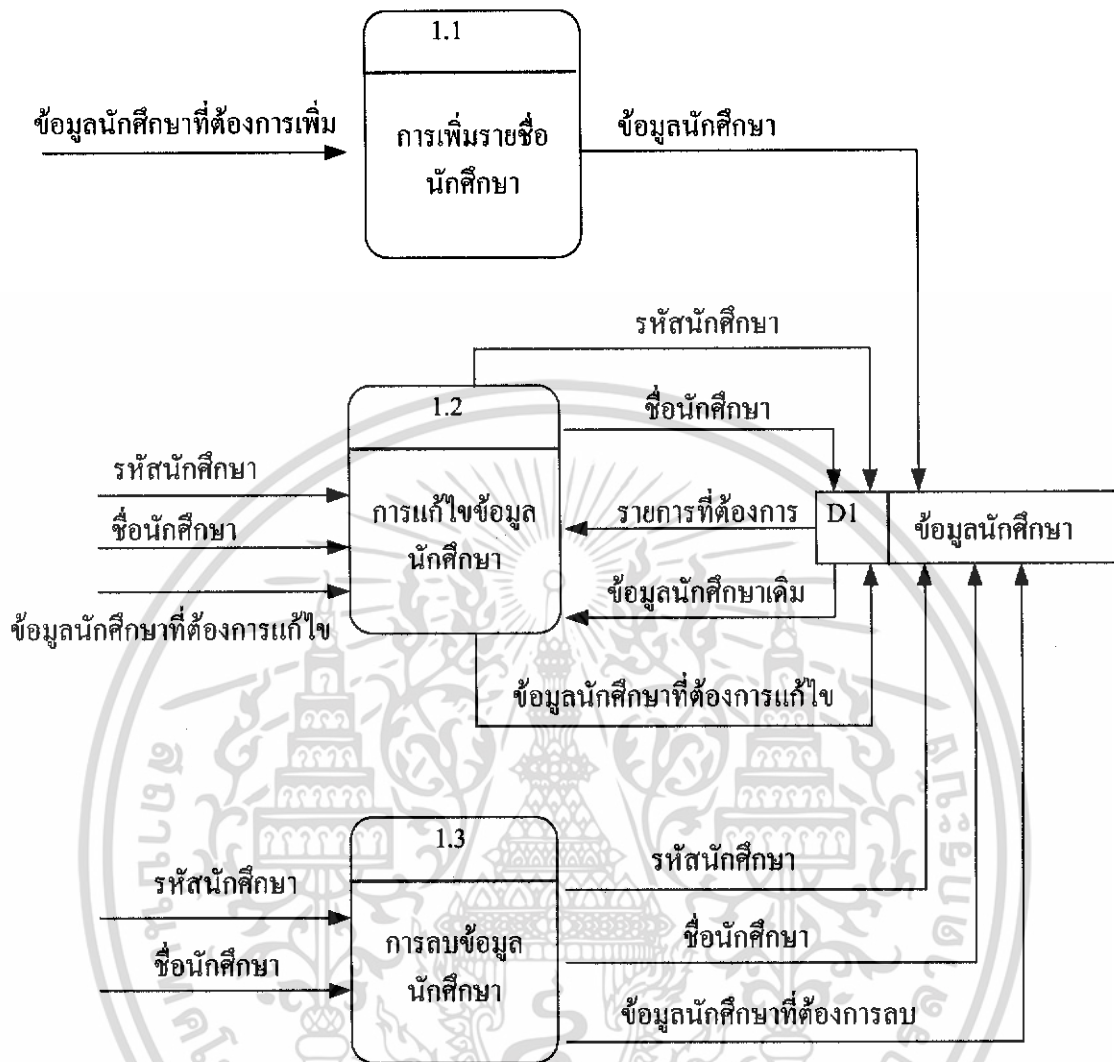 1.1
ข้อมูลนักศึกษาที่ต้องการเพิ่ม
การเพิ่มรายชื่อ
นักศึกษา
ข้อมูลนักศึกษา
รหัสนักศึกษา
1.2
ชื่อนักศึกษา
รหัสนักศึกษา
ชื่อนักศึกษา
ข้อมูลนักศึกษาที่ต้องการแก้ไข
การแก้ไขข้อมูล
นักศึกษา
รายการที่ต้องการ
D1
ข้อมูลนักศึกษา
ข้อมูลนักศึกษาเดิม
ข้อมูลนักศึกษาที่ต้องการแก้ไข
1.3
รหัสนักศึกษา
ชื่อนักศึกษา
การลบข้อมูล
นักศึกษา
รหัสนักศึกษา
ชื่อนักศึกษา
ข้อมูลนักศึกษาที่ต้องการลบ